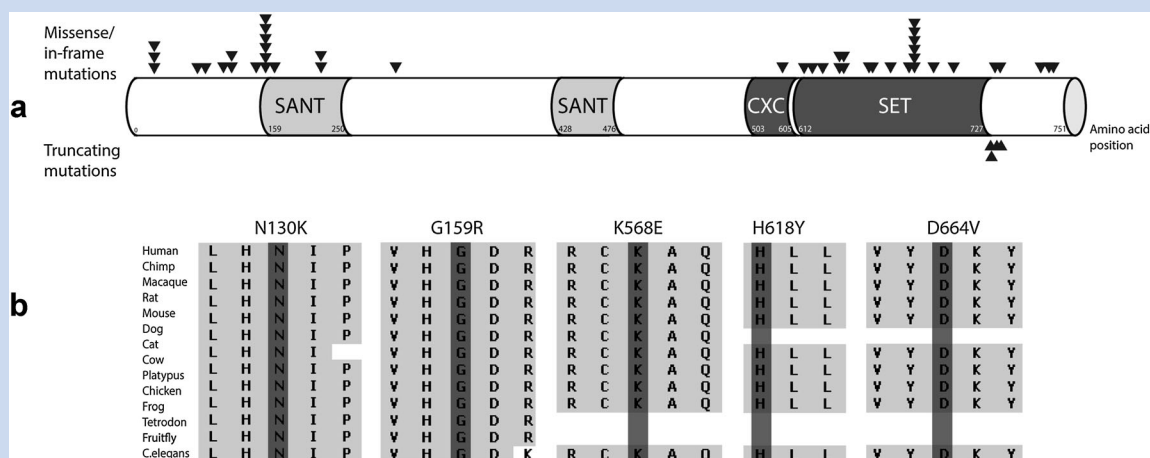 Missense/
in-frame
mutations
a
SANT
SANT
CXC
SET
0
159
250
428
476
503
605
612
727
751
Amino acid
position
Truncating
mutations
b
N130K G159R K568E H618Y D664V
Human
Chimp
Macaque
Rat
Mouse
Dog
Cat
Cow
Platypus
Chicken
Frog
Tetrodon
Fruitfly
C.elegans
L H N I P V H G D R R C K A Q H L L V Y D K Y
L H N I P V H G D R R C K A Q H L L V Y D K Y
L H N I P V H G D R R C K A Q H L L V Y D K Y
L H N I P V H G D R R C K A Q H L L V Y D K Y
L H N I P V H G D R R C K A Q H L L V Y D K Y
L H N I P V H G D R R C K A Q
L H N I V H G D R R C K A Q H L L V Y D K Y
L H N I P V H G D R R C K A Q H L L V Y D K Y
L H N I P V H G D R R C K A Q H L L V Y D K Y
L H N I P V H G D R R C K A Q H L L V Y D K Y
L H N I P V H G D R
L H N I P V H G D R
L H N I P V H G D K R C K A Q H L L V Y D K Y